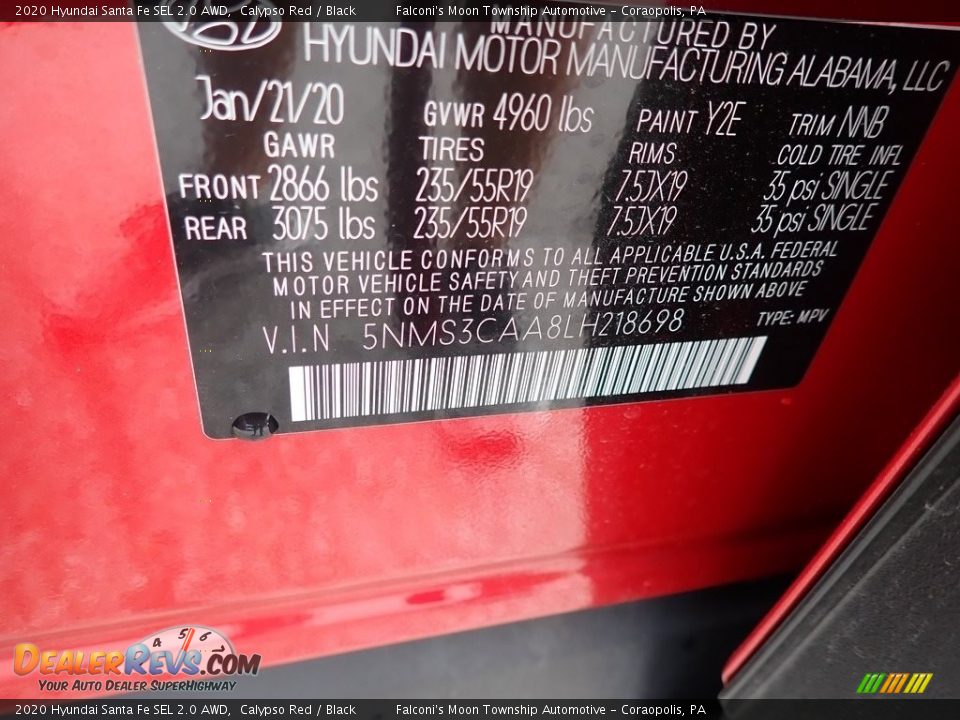 2020 Hyundai Santa Fe SEL 2.0 AWD, Calypso Red / Black Falconi's Moon Township Automotive - Coraopolis, PA
MANUFACTURED BY
HYUNDAI MOTOR MANUFACTURING ALABAMA, LLC
Jan/21/20 GVWR 4960 lbs PAINT Y2E TRIM NNB
GAWR TIRES RIMS COLD TIRE INFL
FRONT 2866 lbs 235/55R19 7.5JX19 35 psi SINGLE
REAR 3075 lbs 235/55R19 7.5JX19 35 psi SINGLE
THIS VEHICLE CONFORMS TO ALL APPLICABLE U.S.A. FEDERAL
MOTOR VEHICLE SAFETY AND THEFT PREVENTION STANDARDS
IN EFFECT ON THE DATE OF MANUFACTURE SHOWN ABOVE
V.I.N 5NMS3CAA8LH218698 TYPE: MPV
4 5 6 7
DEALERREVS.COM
YOUR AUTO DEALER SUPERHIGHWAY
2020 Hyundai Santa Fe SEL 2.0 AWD, Calypso Red / Black Falconi's Moon Township Automotive - Coraopolis, PA